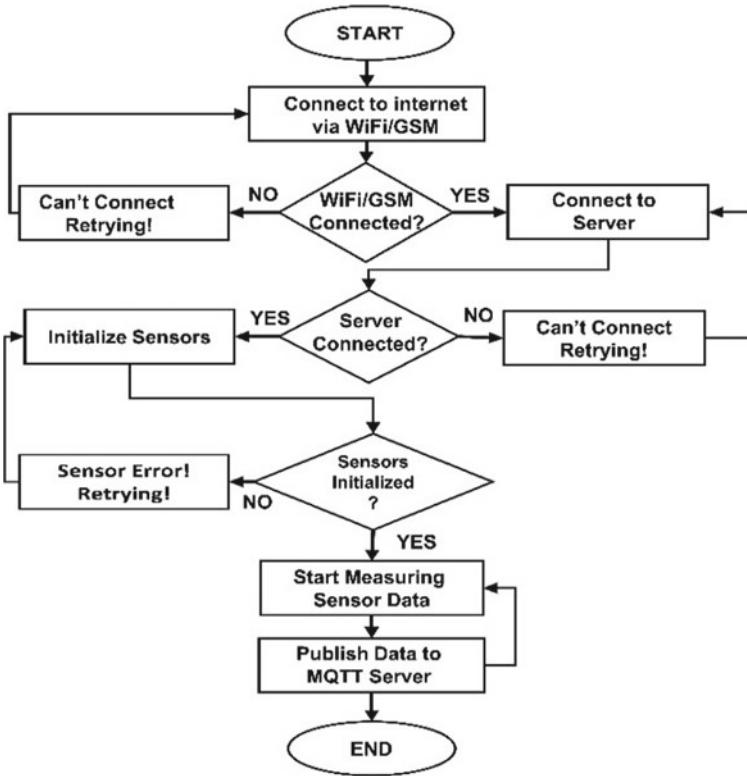 START
Connect to internet
via WiFi/GSM
NO
WiFi/GSM
Connected?
YES
Can't Connect
Retrying!
Connect to
Server
Initialize Sensors
YES
Server
Connected?
NO
Can't Connect
Retrying!
Sensor Error!
Retrying!
NO
Sensors
Initialized
?
YES
Start Measuring
Sensor Data
Publish Data to
MQTT Server
END